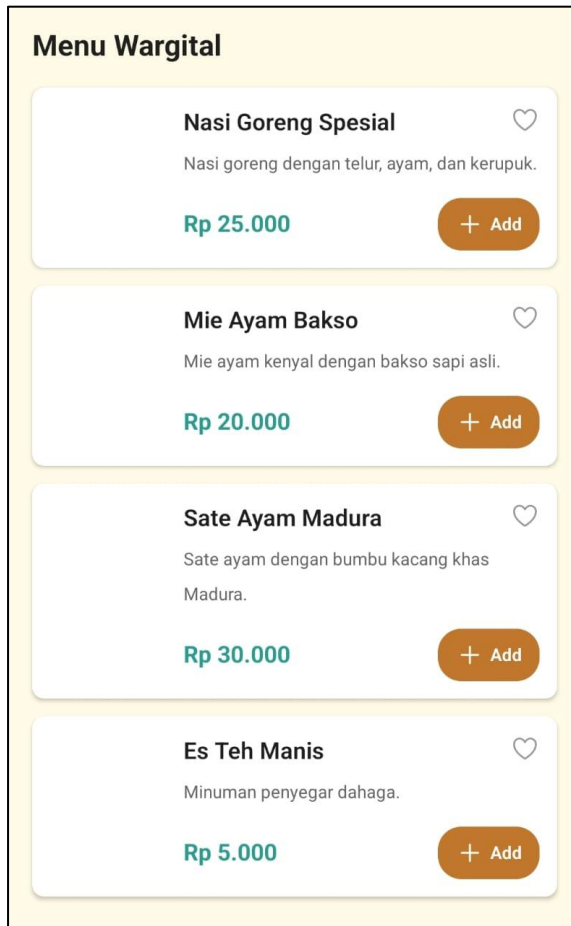 Menu Wargital
Nasi Goreng Spesial
Nasi goreng dengan telur, ayam, dan kerupuk.
Rp 25.000
+ Add
Mie Ayam Bakso
Mie ayam kenyal dengan bakso sapi asli.
Rp 20.000
+ Add
Sate Ayam Madura
Sate ayam dengan bumbu kacang khas
Madura.
Rp 30.000
+ Add
Es Teh Manis
Minuman penyegar dahaga.
Rp 5.000
+ Add